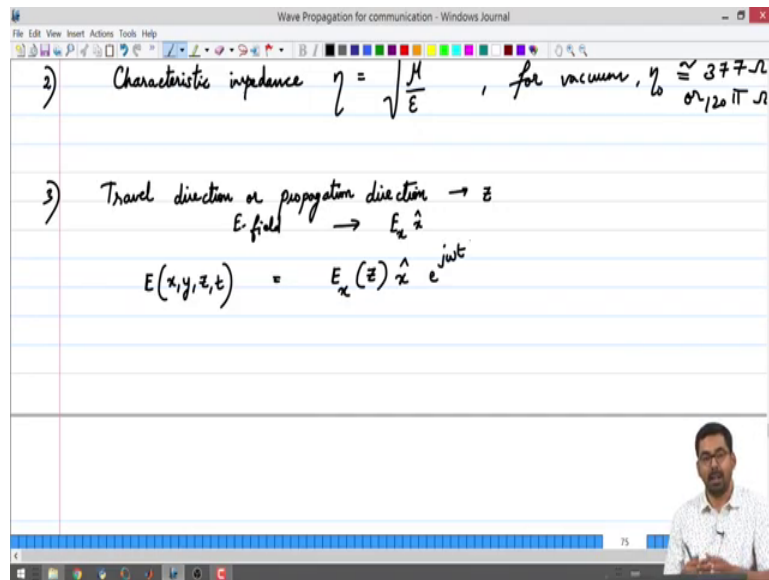 Wave Propagation for communication - Windows Journal
File Edit View Insert Actions Tools Help
2) Characteristic impedance η = √(μ/ε) , for vacuum, η₀ ≅ 377 Ω
or 120 π Ω
3) Travel direction or propagation direction → z
E-field → Eₓ x̂
E(x,y,z,t) = Eₓ(z) x̂ e^jωt
75